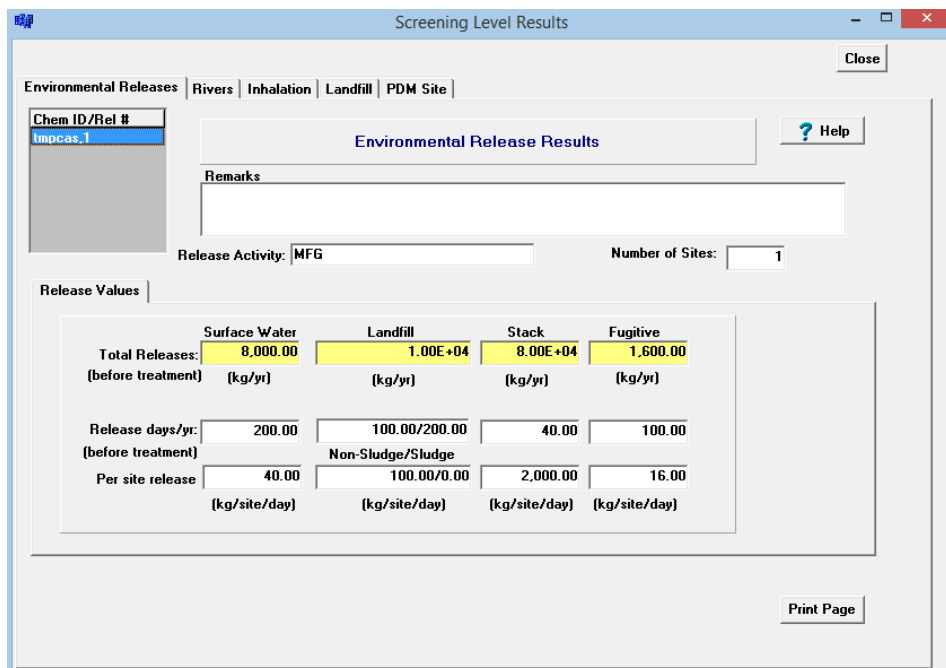 Screening Level Results
Close
Environmental Releases Rivers Inhalation Landfill PDM Site
Chem ID/Rel #
tmpcas,1
Environmental Release Results
? Help
Remarks
Release Activity: MFG
Number of Sites: 1
Release Values
Surface Water Landfill Stack Fugitive
Total Releases: 8,000.00 1.00E+04 8.00E+04 1,600.00
(before treatment) (kg/yr) (kg/yr) (kg/yr) (kg/yr)
Release days/yr: 200.00 100.00/200.00 40.00 100.00
(before treatment) Non-Sludge/Sludge
Per site release 40.00 100.00/0.00 2,000.00 16.00
(kg/site/day) (kg/site/day) (kg/site/day) (kg/site/day)
Print Page